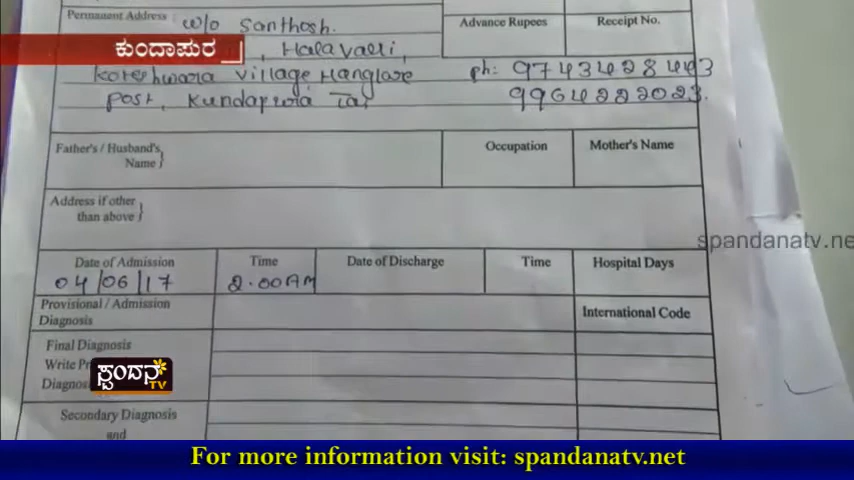 Permanent Address : w/o Santhosh.
Advance Rupees
Receipt No.
ಕುಂದಾಪುರ
Halavalli,
koteshwara village, Hanglore
ph: 9743428443
post, Kundapura Ta,
9964222023.
Father's / Husband's
Name
Occupation
Mother's Name
Address if other
than above
Date of Admission
Time
Date of Discharge
Time
Hospital Days
04/06/17
2.00AM
Provisional / Admission
Diagnosis
International Code
Final Diagnosis
Write
Secondary Diagnosis
and
spandanatv.ne
ಸ್ಪಂದನ
TV
For more information visit: spandanatv.net